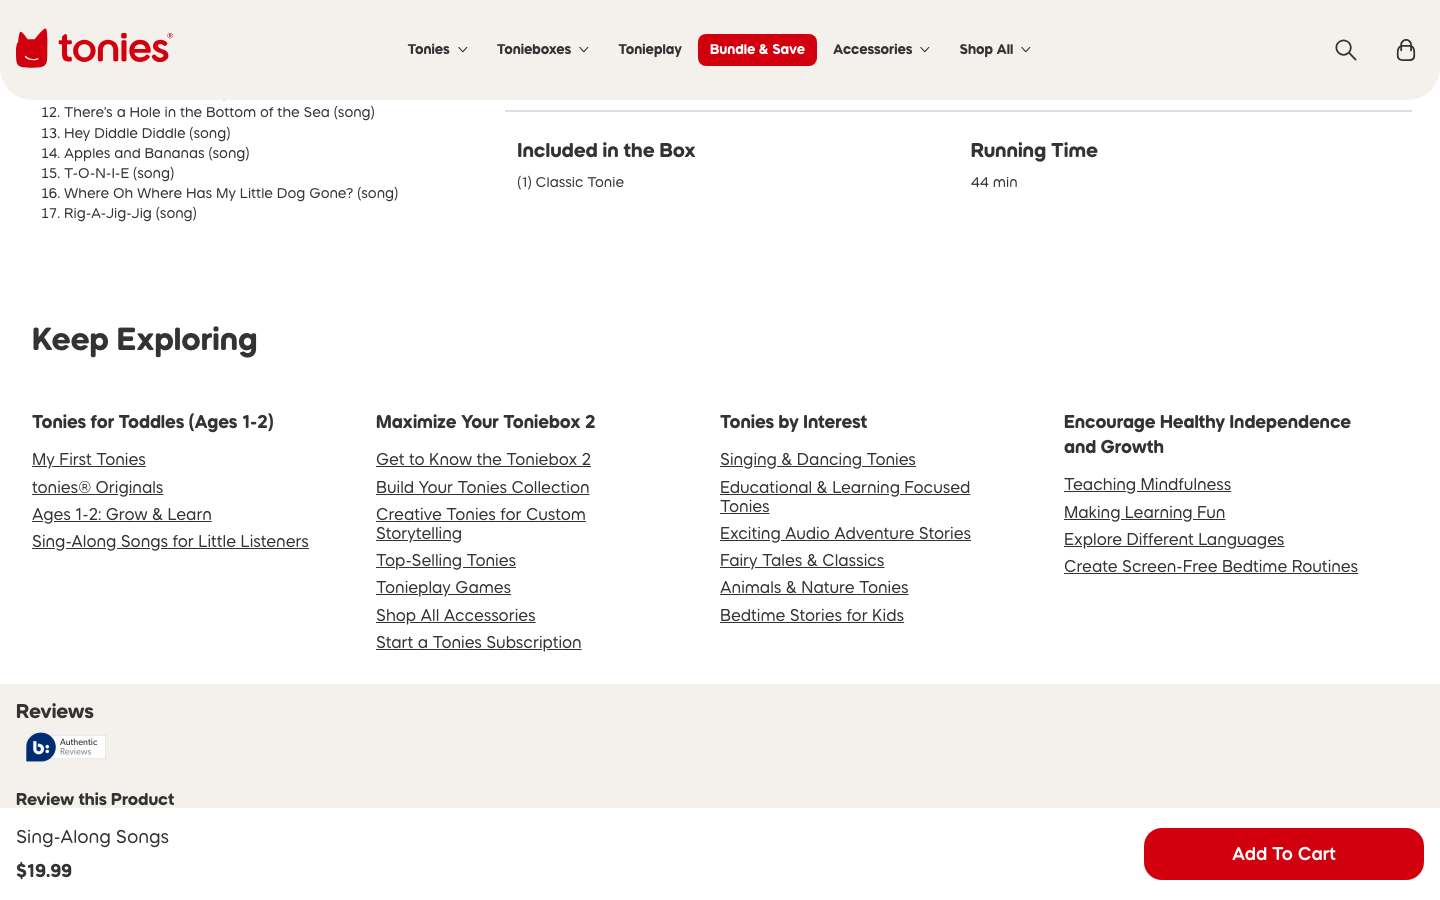 tonies®
Tonies
Tonieboxes
Tonieplay
Bundle & Save
Accessories
Shop All
12. There's a Hole in the Bottom of the Sea (song)
13. Hey Diddle Diddle (song)
14. Apples and Bananas (song)
15. T-O-N-I-E (song)
16. Where Oh Where Has My Little Dog Gone? (song)
17. Rig-A-Jig-Jig (song)
Included in the Box
(1) Classic Tonie
Running Time
44 min
Keep Exploring
Tonies for Toddles (Ages 1-2)
My First Tonies
tonies® Originals
Ages 1-2: Grow & Learn
Sing-Along Songs for Little Listeners
Maximize Your Toniebox 2
Get to Know the Toniebox 2
Build Your Tonies Collection
Creative Tonies for Custom
Storytelling
Top-Selling Tonies
Tonieplay Games
Shop All Accessories
Start a Tonies Subscription
Tonies by Interest
Singing & Dancing Tonies
Educational & Learning Focused
Tonies
Exciting Audio Adventure Stories
Fairy Tales & Classics
Animals & Nature Tonies
Bedtime Stories for Kids
Encourage Healthy Independence
and Growth
Teaching Mindfulness
Making Learning Fun
Explore Different Languages
Create Screen-Free Bedtime Routines
Reviews
b:
Authentic
Reviews
Review this Product
Sing-Along Songs
$19.99
Add To Cart